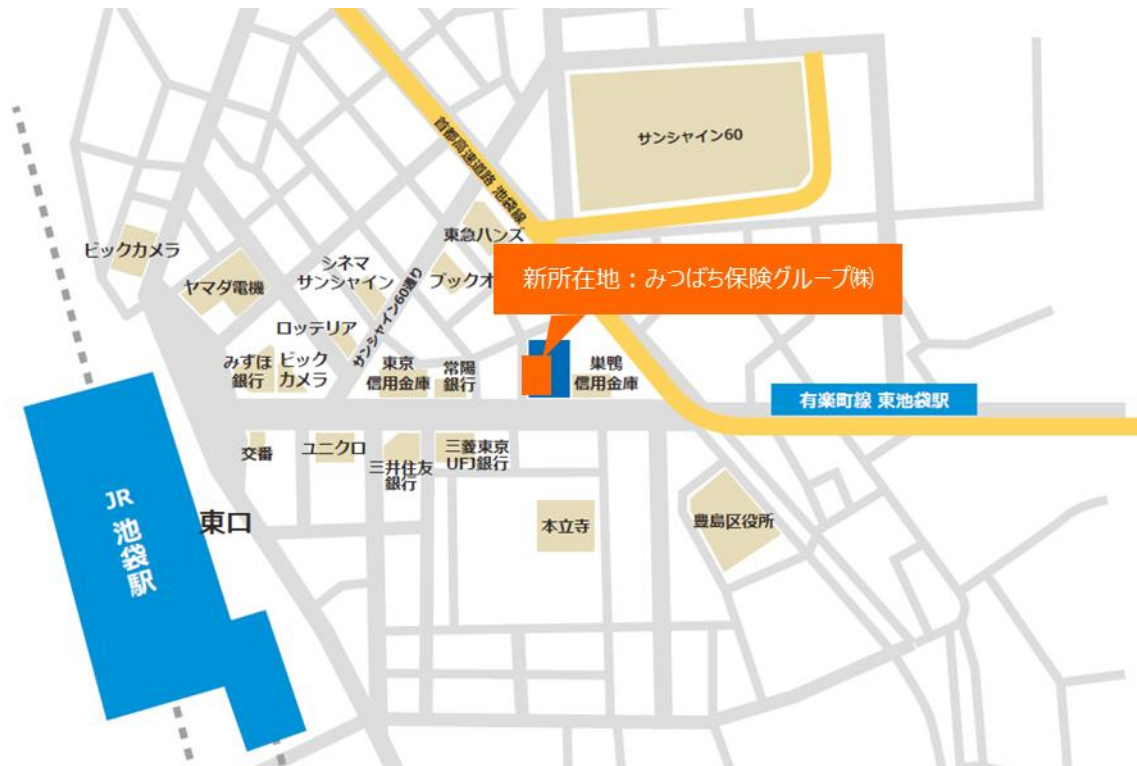 サンシャイン60
首都高速道路 池袋線
東急ハンズ
ビックカメラ
シネマ
サンシャイン
ヤマダ電機
サンシャイン60通り
ブックオ
新所在地：みつばち保険グループ㈱
ロッテリア
みずほ
銀行
ビック
カメラ
東京
信用金庫
常陽
銀行
巣鴨
信用金庫
有楽町線 東池袋駅
交番
ユニクロ
三井住友
銀行
三菱東京
UFJ銀行
JR 池袋駅
東口
本立寺
豊島区役所